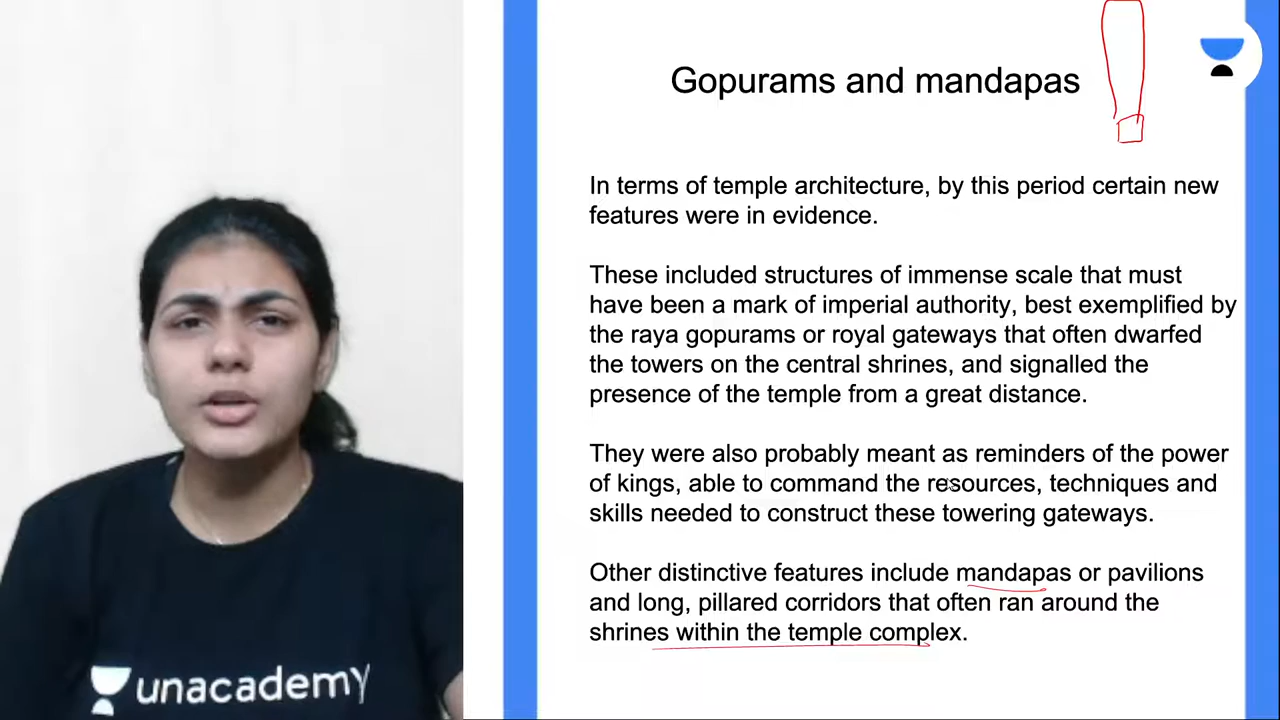 Gopurams and mandapas
In terms of temple architecture, by this period certain new
features were in evidence.
These included structures of immense scale that must
have been a mark of imperial authority, best exemplified by
the raya gopurams or royal gateways that often dwarfed
the towers on the central shrines, and signalled the
presence of the temple from a great distance.
They were also probably meant as reminders of the power
of kings, able to command the resources, techniques and
skills needed to construct these towering gateways.
Other distinctive features include mandapas or pavilions
and long, pillared corridors that often ran around the
shrines within the temple complex.
unacademy